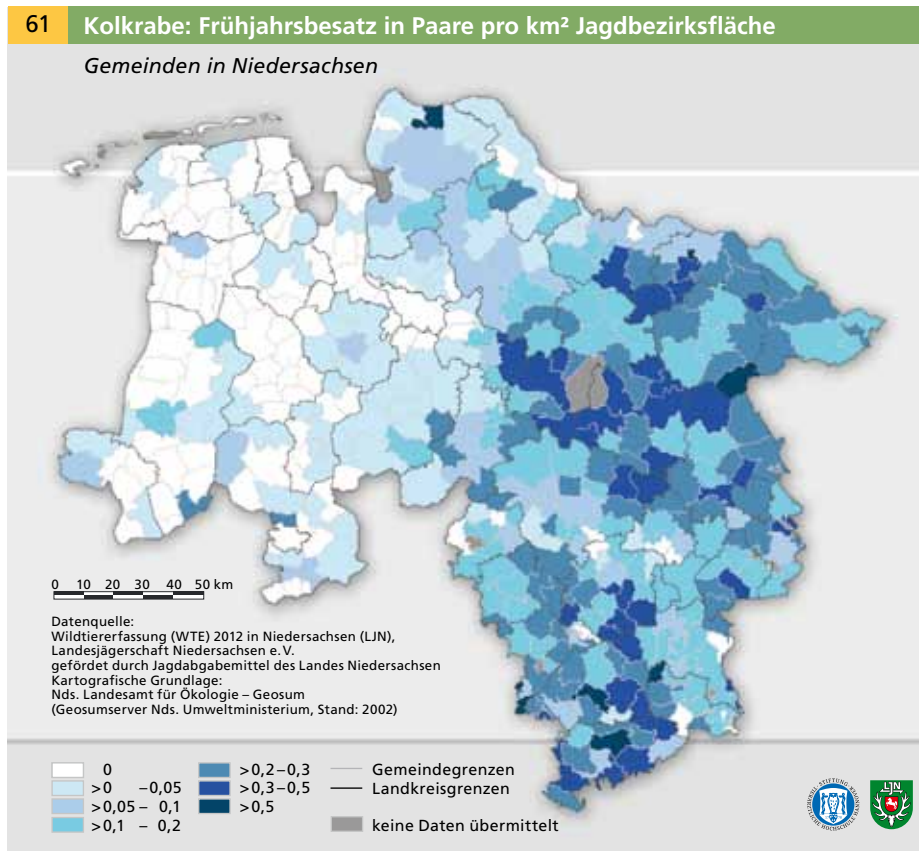 61 Kolkrabe: Frühjahrsbesatz in Paare pro km² Jagdbezirksfläche
Gemeinden in Niedersachsen
0 10 20 30 40 50 km
Datenquelle:
Wildtiererfassung (WTE) 2012 in Niedersachsen (LJN),
Landesjägerschaft Niedersachsen e.V.
gefördet durch Jagdabgabemittel des Landes Niedersachsen
Kartografische Grundlage:
Nds. Landesamt für Ökologie – Geosum
(Geosumserver Nds. Umweltministerium, Stand: 2002)
0
>0 -0,05
>0,05 – 0,1
>0,1 – 0,2
>0,2–0,3
>0,3–0,5
>0,5
Gemeindegrenzen
Landkreisgrenzen
keine Daten übermittelt
LJN